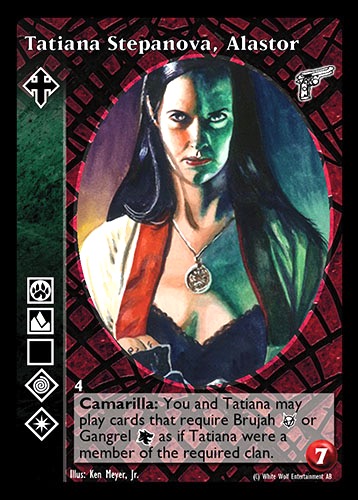 Tatiana Stepanova, Alastor
4
Camarilla: You and Tatiana may
play cards that require Brujah or
Gangrel as if Tatiana were a
member of the required clan.
7
Illus: Ken Meyer, Jr.
(C) White Wolf Entertainment AB